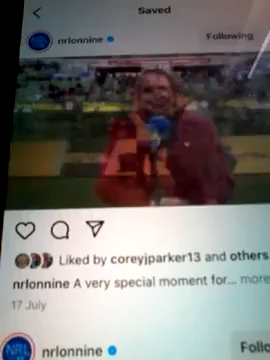 Saved
nrlonnine
Following
Liked by coreyjparker13 and others
nrlonnine A very special moment for... more
17 July
NRL
nrlonnine
Follo